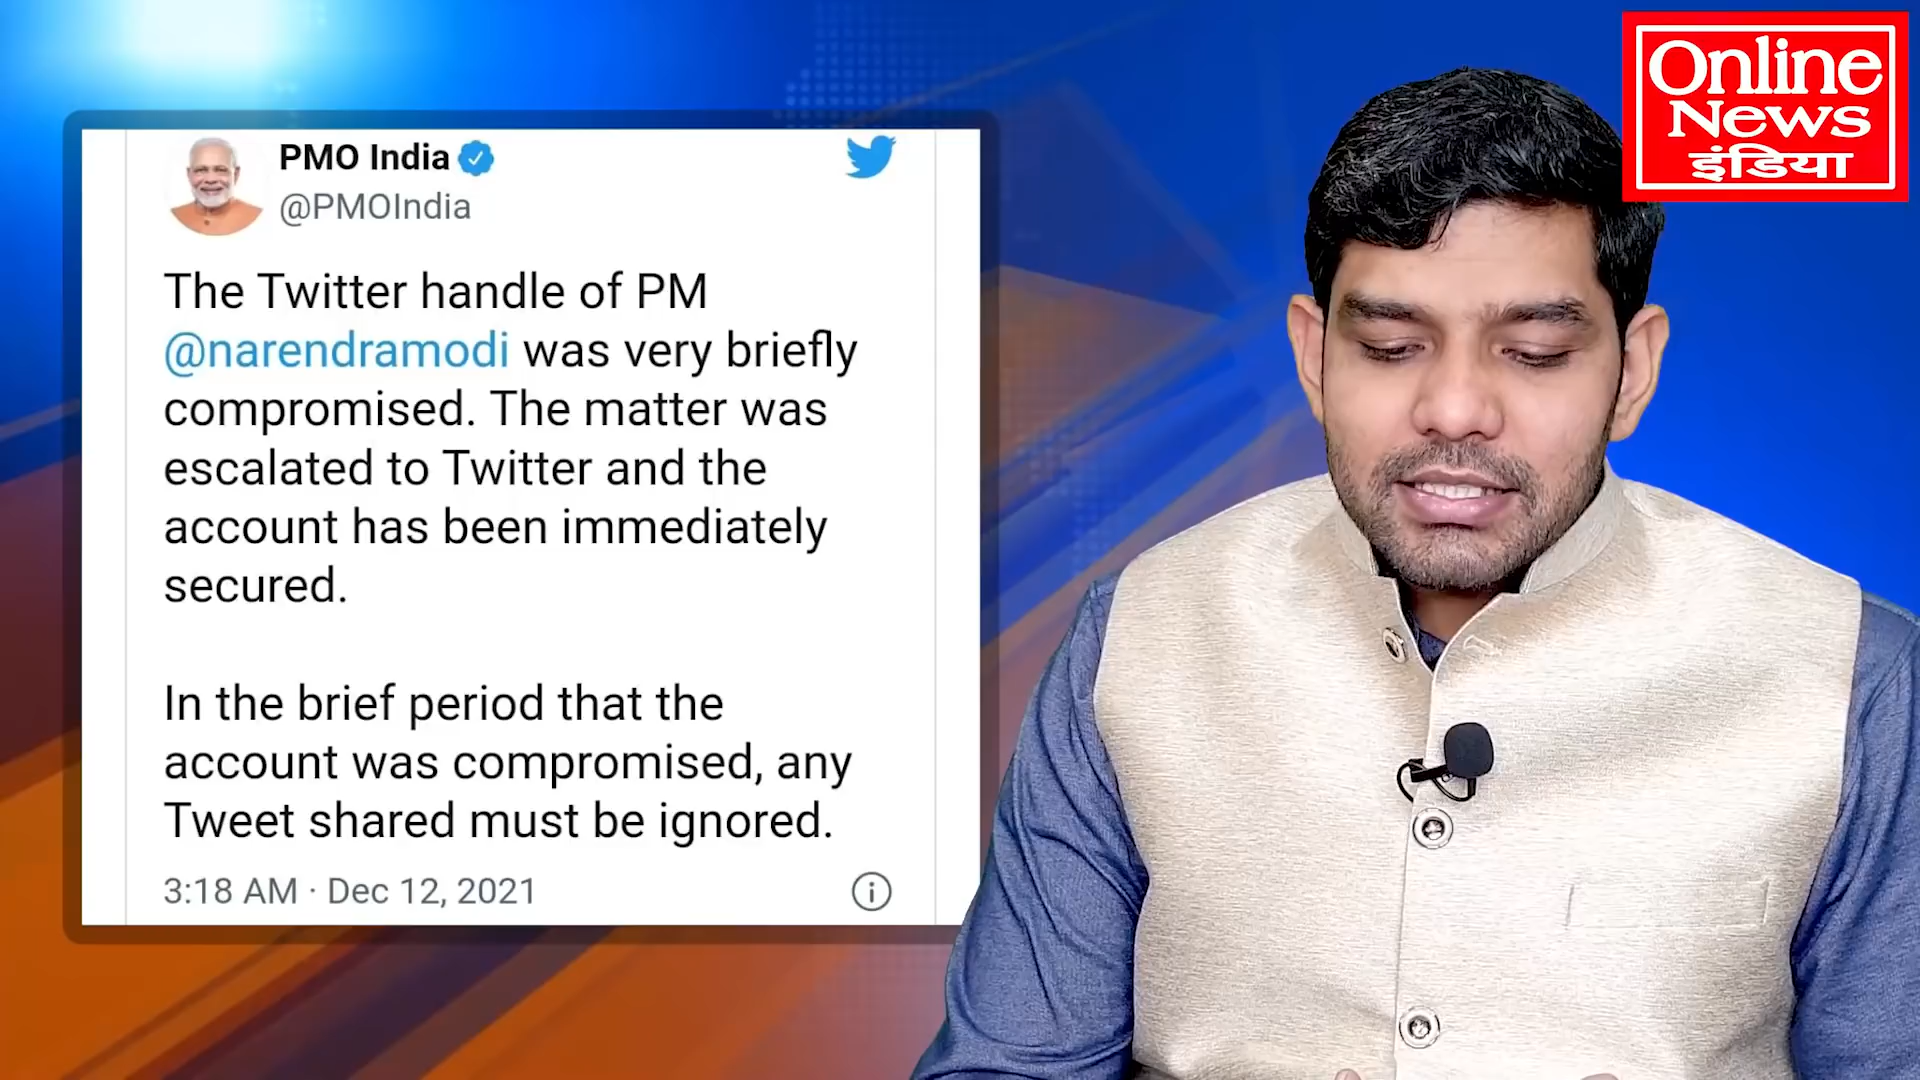 PMO India
@PMOIndia
The Twitter handle of PM
@narendramodi was very briefly
compromised. The matter was
escalated to Twitter and the
account has been immediately
secured.
In the brief period that the
account was compromised, any
Tweet shared must be ignored.
3:18 AM · Dec 12, 2021
Online
News
इंडिया